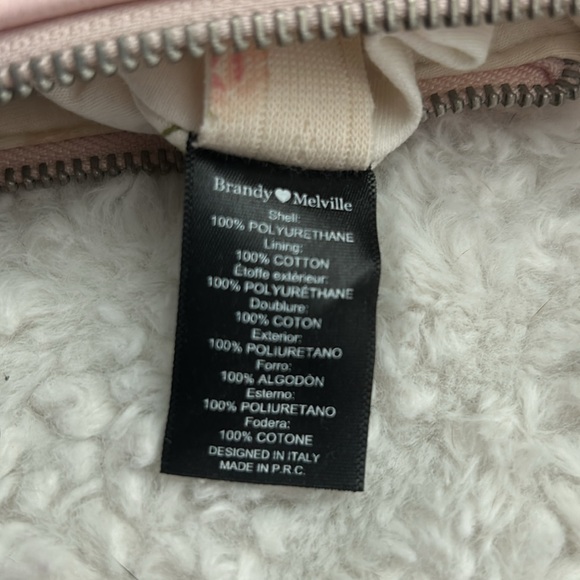 Brandy♥Melville
Shell:
100% POLYURETHANE
Lining:
100% COTTON
Étoffe extérieur:
100% POLYURÉTHANE
Doublure:
100% COTON
Exterior:
100% POLIURETANO
Forro:
100% ALGODÓN
Esterno:
100% POLIURETANO
Fodera:
100% COTONE
DESIGNED IN ITALY
MADE IN P.R.C.